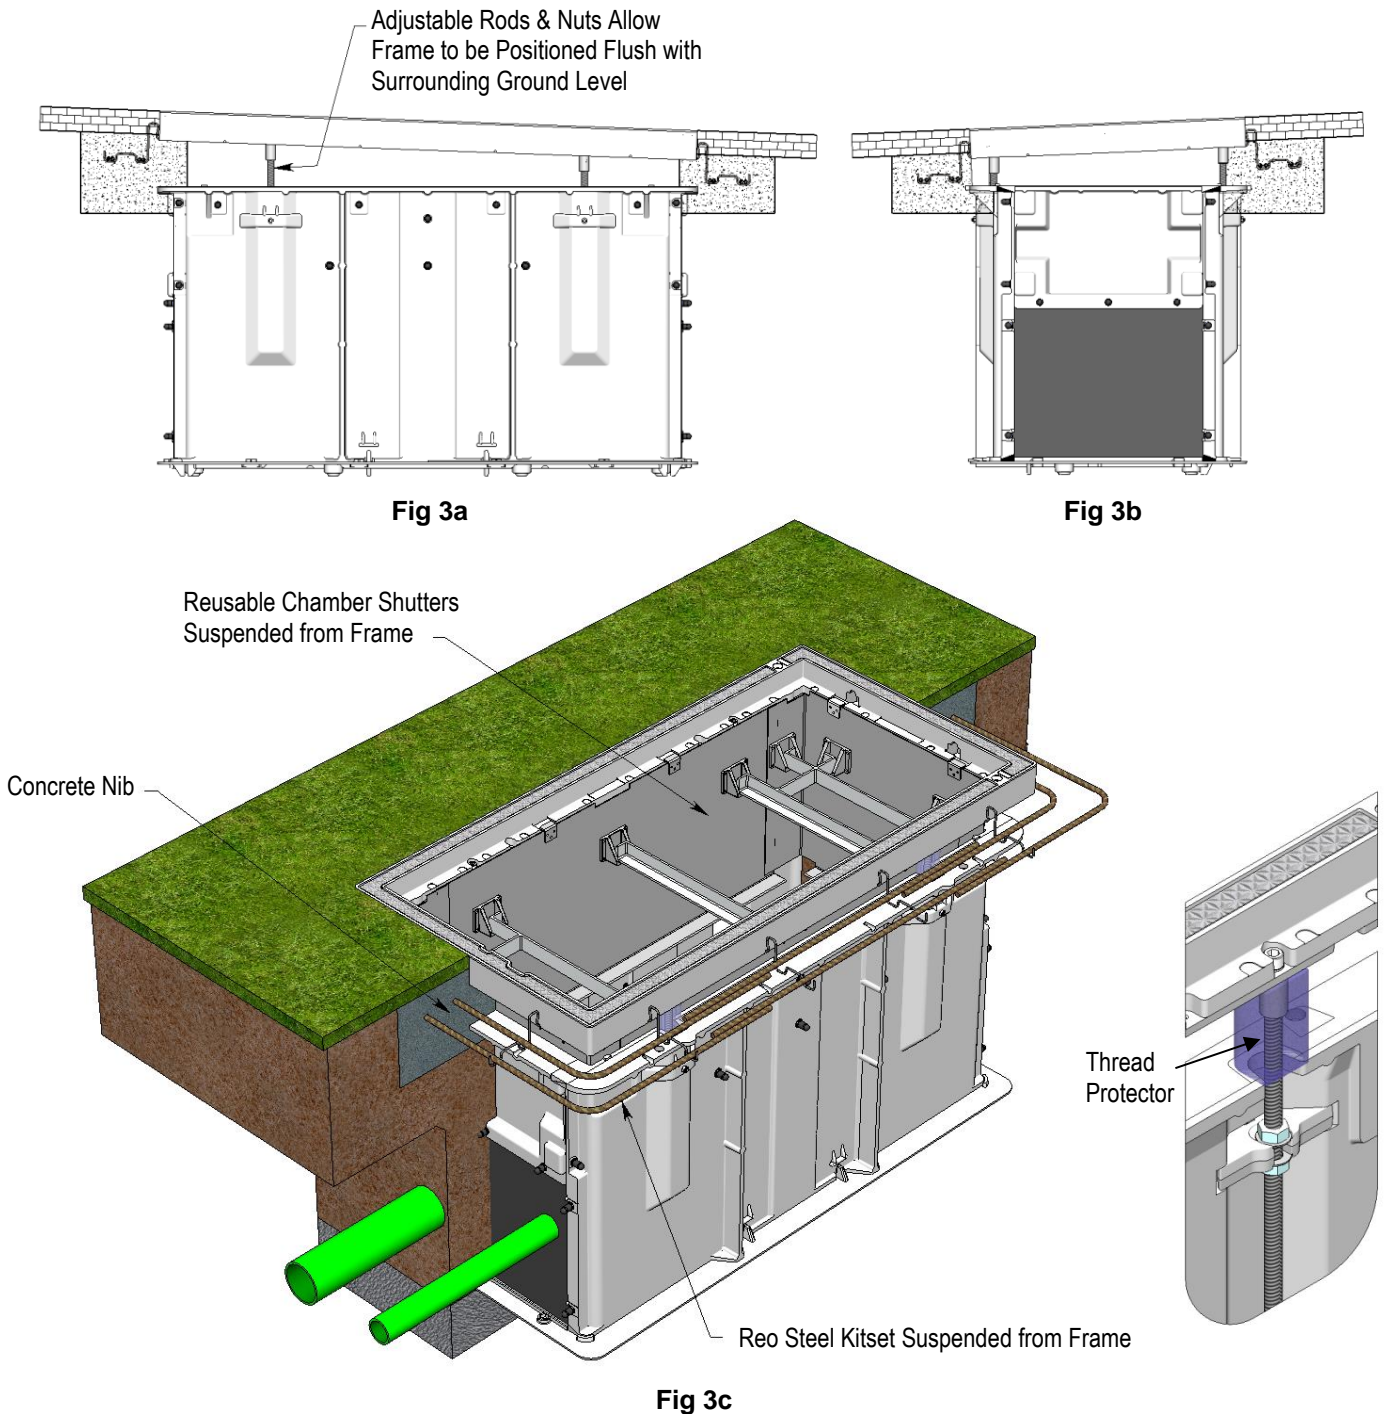 Adjustable Rods & Nuts Allow
Frame to be Positioned Flush with
Surrounding Ground Level
Fig 3a
Fig 3b
Reusable Chamber Shutters
Suspended from Frame
Concrete Nib
Thread
Protector
Reo Steel Kitset Suspended from Frame
Fig 3c